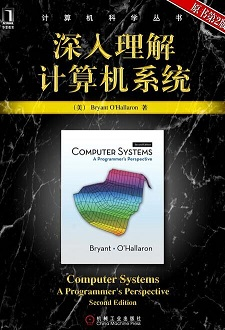 计算机科学丛书
深入理解
计算机系统
原书第2版
（美） Bryant O'Hallaron 著
COMPUTER SYSTEMS
A PROGRAMMER'S PERSPECTIVE
Bryant • O'Hallaron
Computer Systems
A Programmer's Perspective
Second Edition
机械工业出版社
China Machine Press